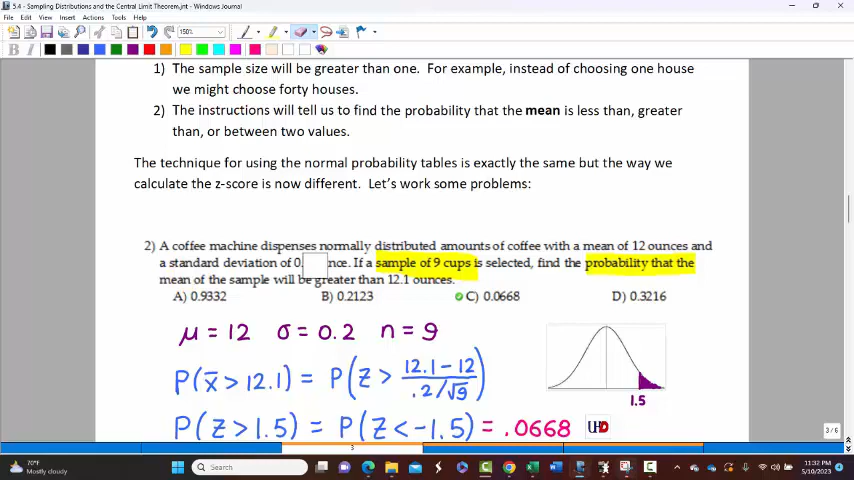 5.4 - Sampling Distributions and the Central Limit Theorem.jnt - Windows Journal
File Edit View Insert Actions Tools Help
150%
B I
1) The sample size will be greater than one. For example, instead of choosing one house
we might choose forty houses.
2) The instructions will tell us to find the probability that the mean is less than, greater
than, or between two values.
The technique for using the normal probability tables is exactly the same but the way we
calculate the z-score is now different. Let's work some problems:
2) A coffee machine dispenses normally distributed amounts of coffee with a mean of 12 ounces and
a standard deviation of 0. nce. If a sample of 9 cups is selected, find the probability that the
mean of the sample will be greater than 12.1 ounces.
A) 0.9332 B) 0.2123 C) 0.0668 D) 0.3216
μ = 12 σ = 0.2 n = 9
P(x̄ > 12.1) = P(z > (12.1 - 12)/(.2/√9))
1.5
P(z > 1.5) = P(z < -1.5) = .0668 UHD
3 / 6
3
70°F
Mostly cloudy
Search
11:32 PM
5/10/2023